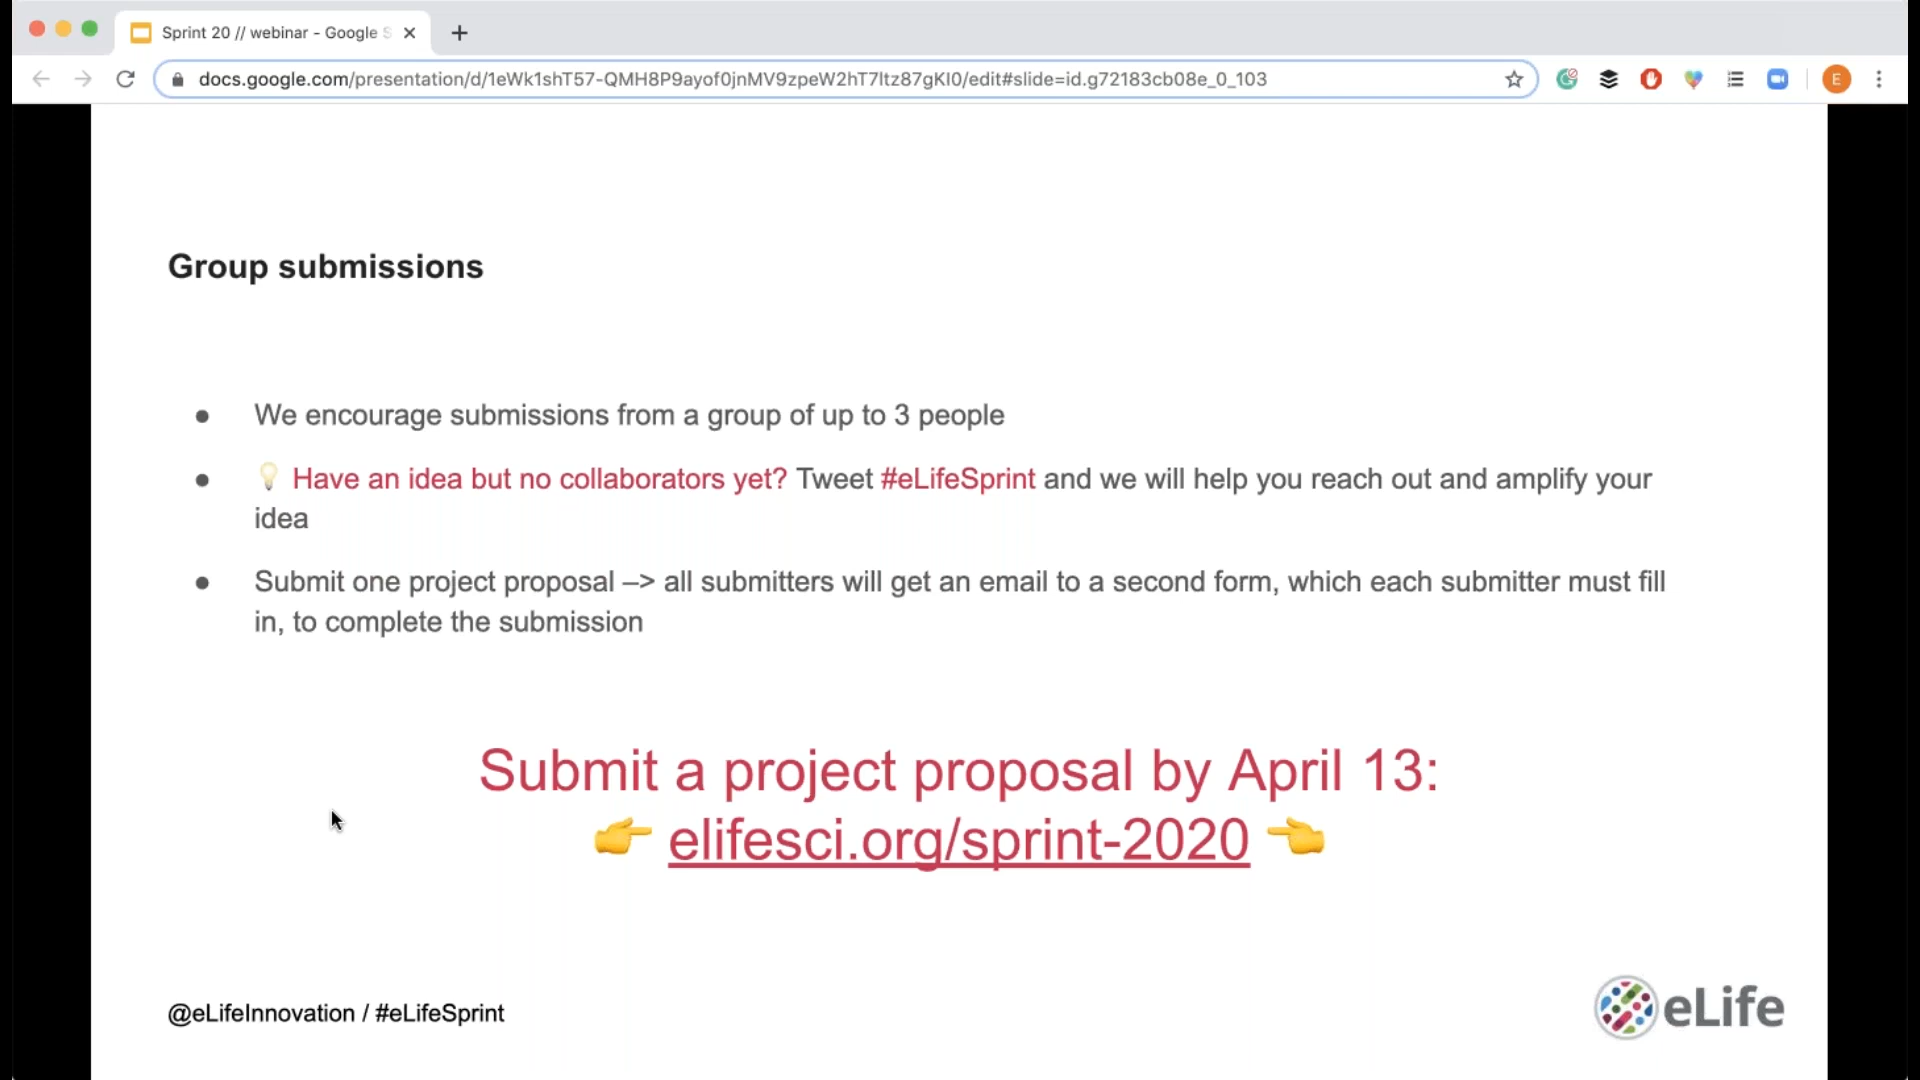 Sprint 20 // webinar - Google S
docs.google.com/presentation/d/1eWk1shT57-QMH8P9ayof0jnMV9zpeW2hT7ltz87gKI0/edit#slide=id.g72183cb08e_0_103
E
Group submissions
● We encourage submissions from a group of up to 3 people
● 💡 Have an idea but no collaborators yet? Tweet #eLifeSprint and we will help you reach out and amplify your
idea
● Submit one project proposal –> all submitters will get an email to a second form, which each submitter must fill
in, to complete the submission
Submit a project proposal by April 13:
👉 elifesci.org/sprint-2020 👈
@eLifeInnovation / #eLifeSprint
eLife